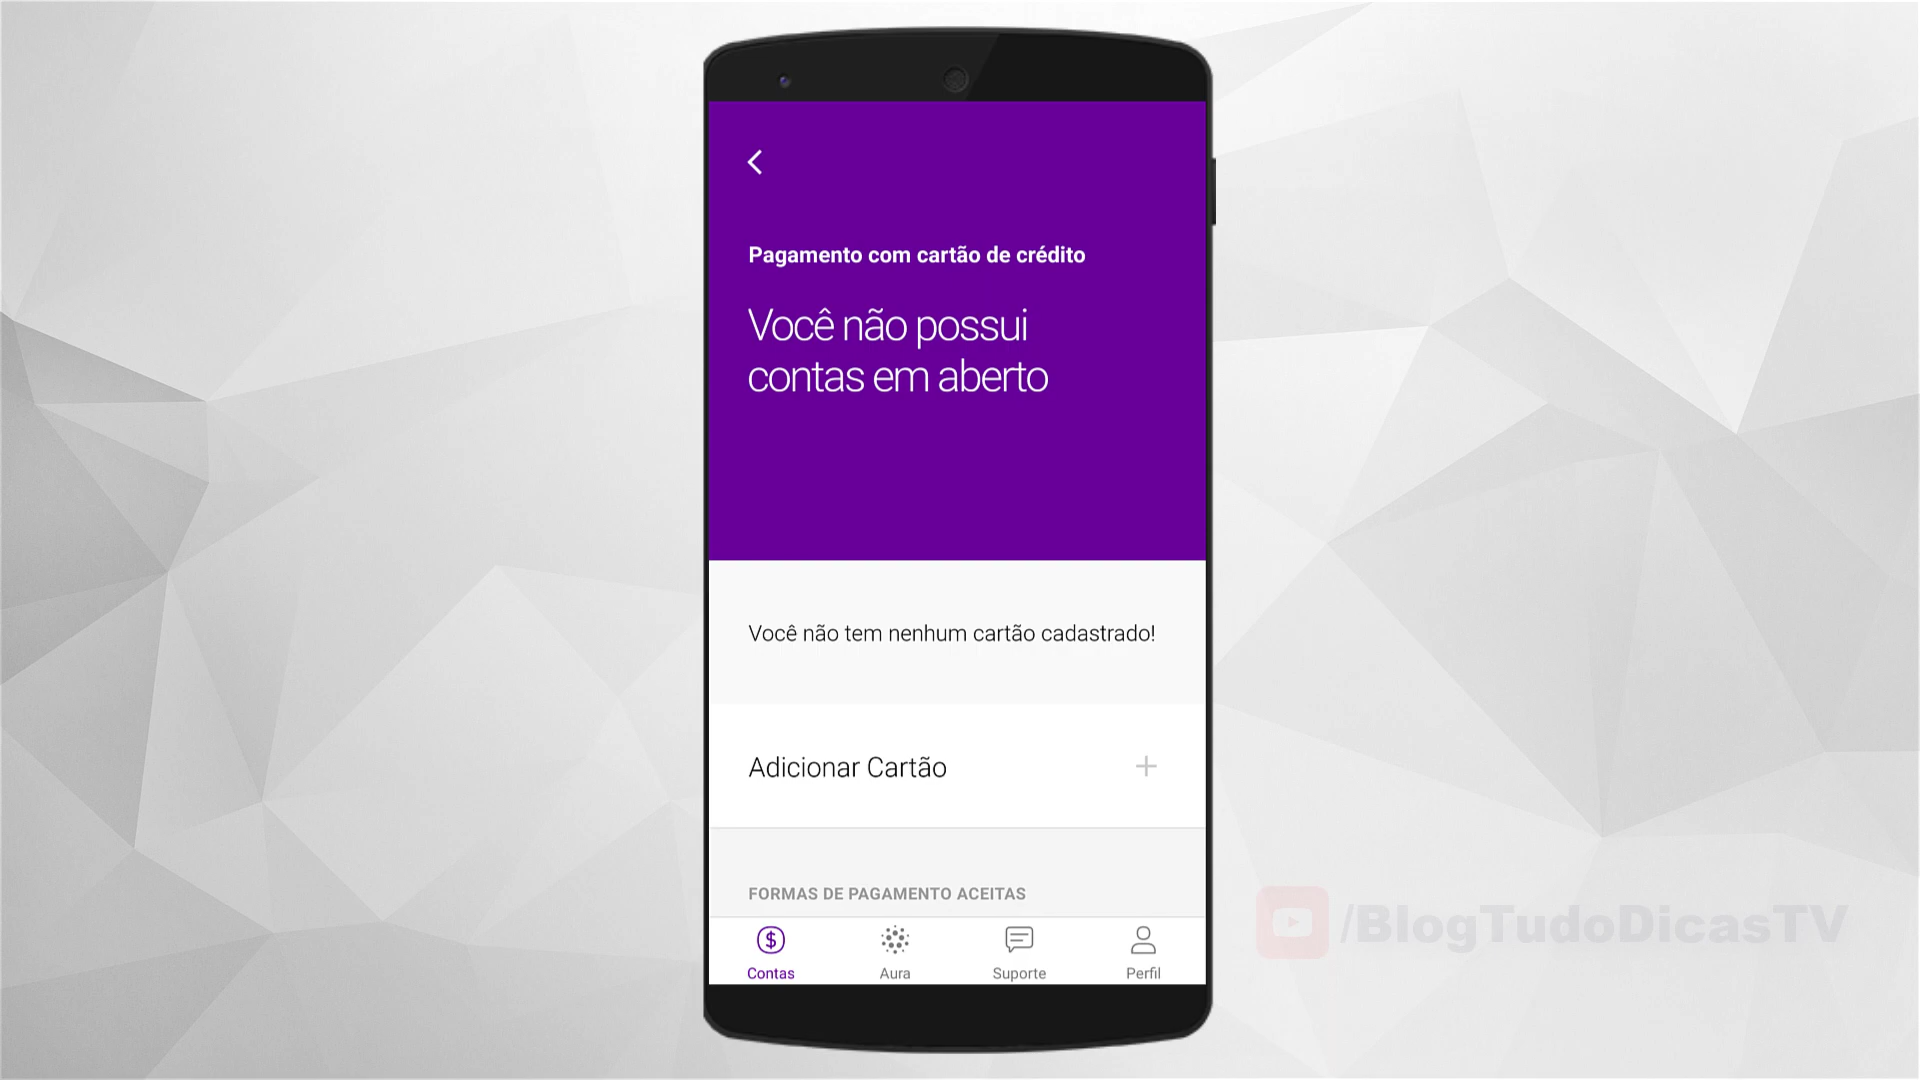 Pagamento com cartão de crédito
Você não possui
contas em aberto
Você não tem nenhum cartão cadastrado!
Adicionar Cartão
FORMAS DE PAGAMENTO ACEITAS
Contas
Aura
Suporte
Perfil
/BlogTudoDicasTV